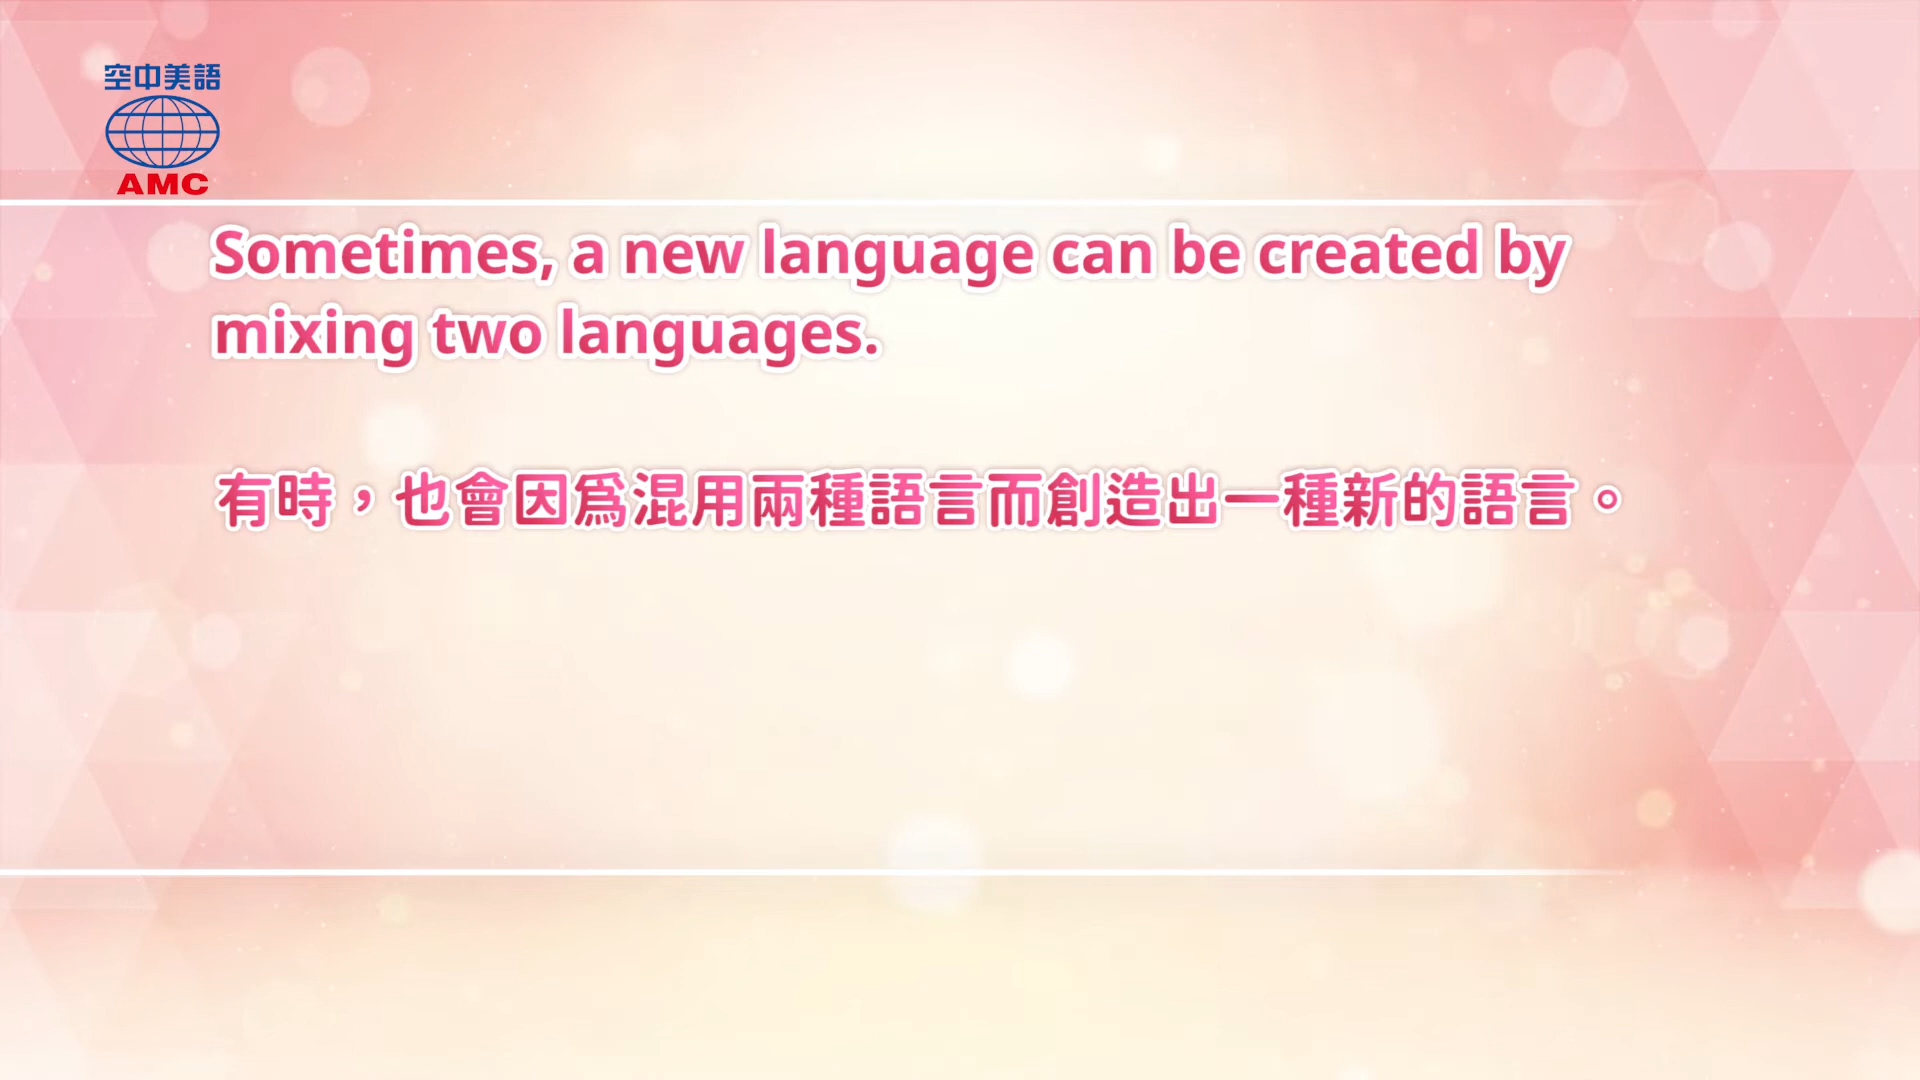 空中美語
AMC
Sometimes, a new language can be created by
mixing two languages.
有時，也會因爲混用兩種語言而創造出一種新的語言。